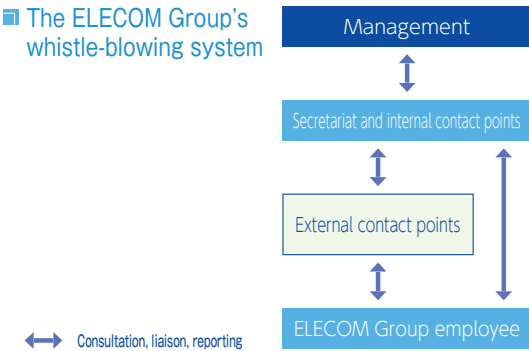 The ELECOM Group's
whistle-blowing system
Management
Secretariat and internal contact points
External contact points
ELECOM Group employee
Consultation, liaison, reporting